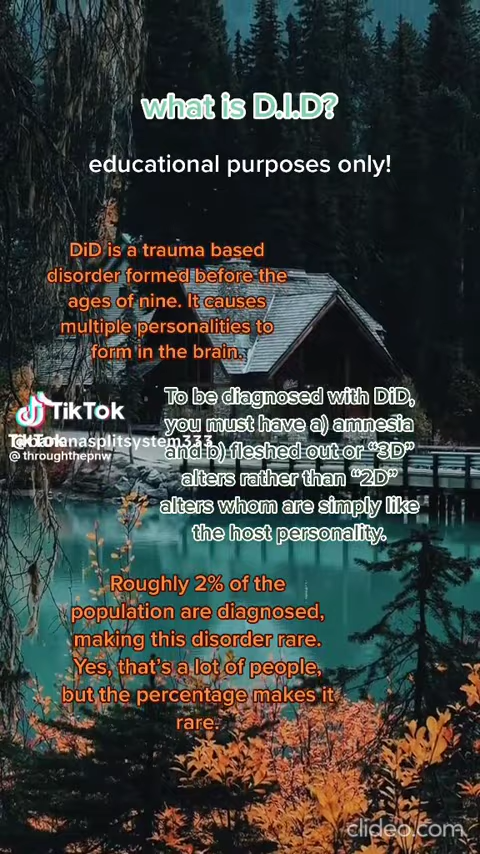 what is D.I.D?
educational purposes only!
DiD is a trauma based
disorder formed before the
ages of nine. It causes
multiple personalities to
form in the brain.
To be diagnosed with DiD,
you must have a) amnesia
and b) fleshed out or “3D”
alters rather than “2D”
alters whom are simply like
the host personality.
TikTok
TikTok
@throughthepnw
Roughly 2% of the
population are diagnosed,
making this disorder rare.
Yes, that’s a lot of people,
but the percentage makes it
rare.
clideo.com